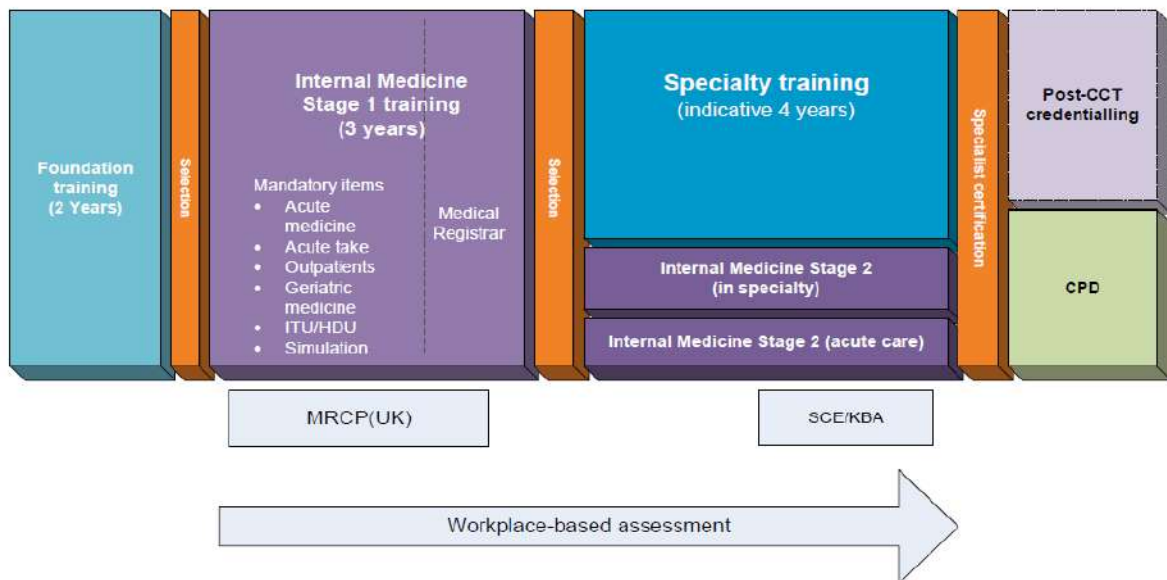 Foundation
training
(2 Years)
Selection
Internal Medicine
Stage 1 training
(3 years)
Mandatory items
• Acute
medicine
• Acute take
• Outpatients
• Geriatric
medicine
• ITU/HDU
• Simulation
Medical
Registrar
Selection
Specialty training
(indicative 4 years)
Internal Medicine Stage 2
(in specialty)
Internal Medicine Stage 2 (acute care)
Specialist certification
Post-CCT
credentialling
CPD
MRCP(UK)
SCE/KBA
Workplace-based assessment